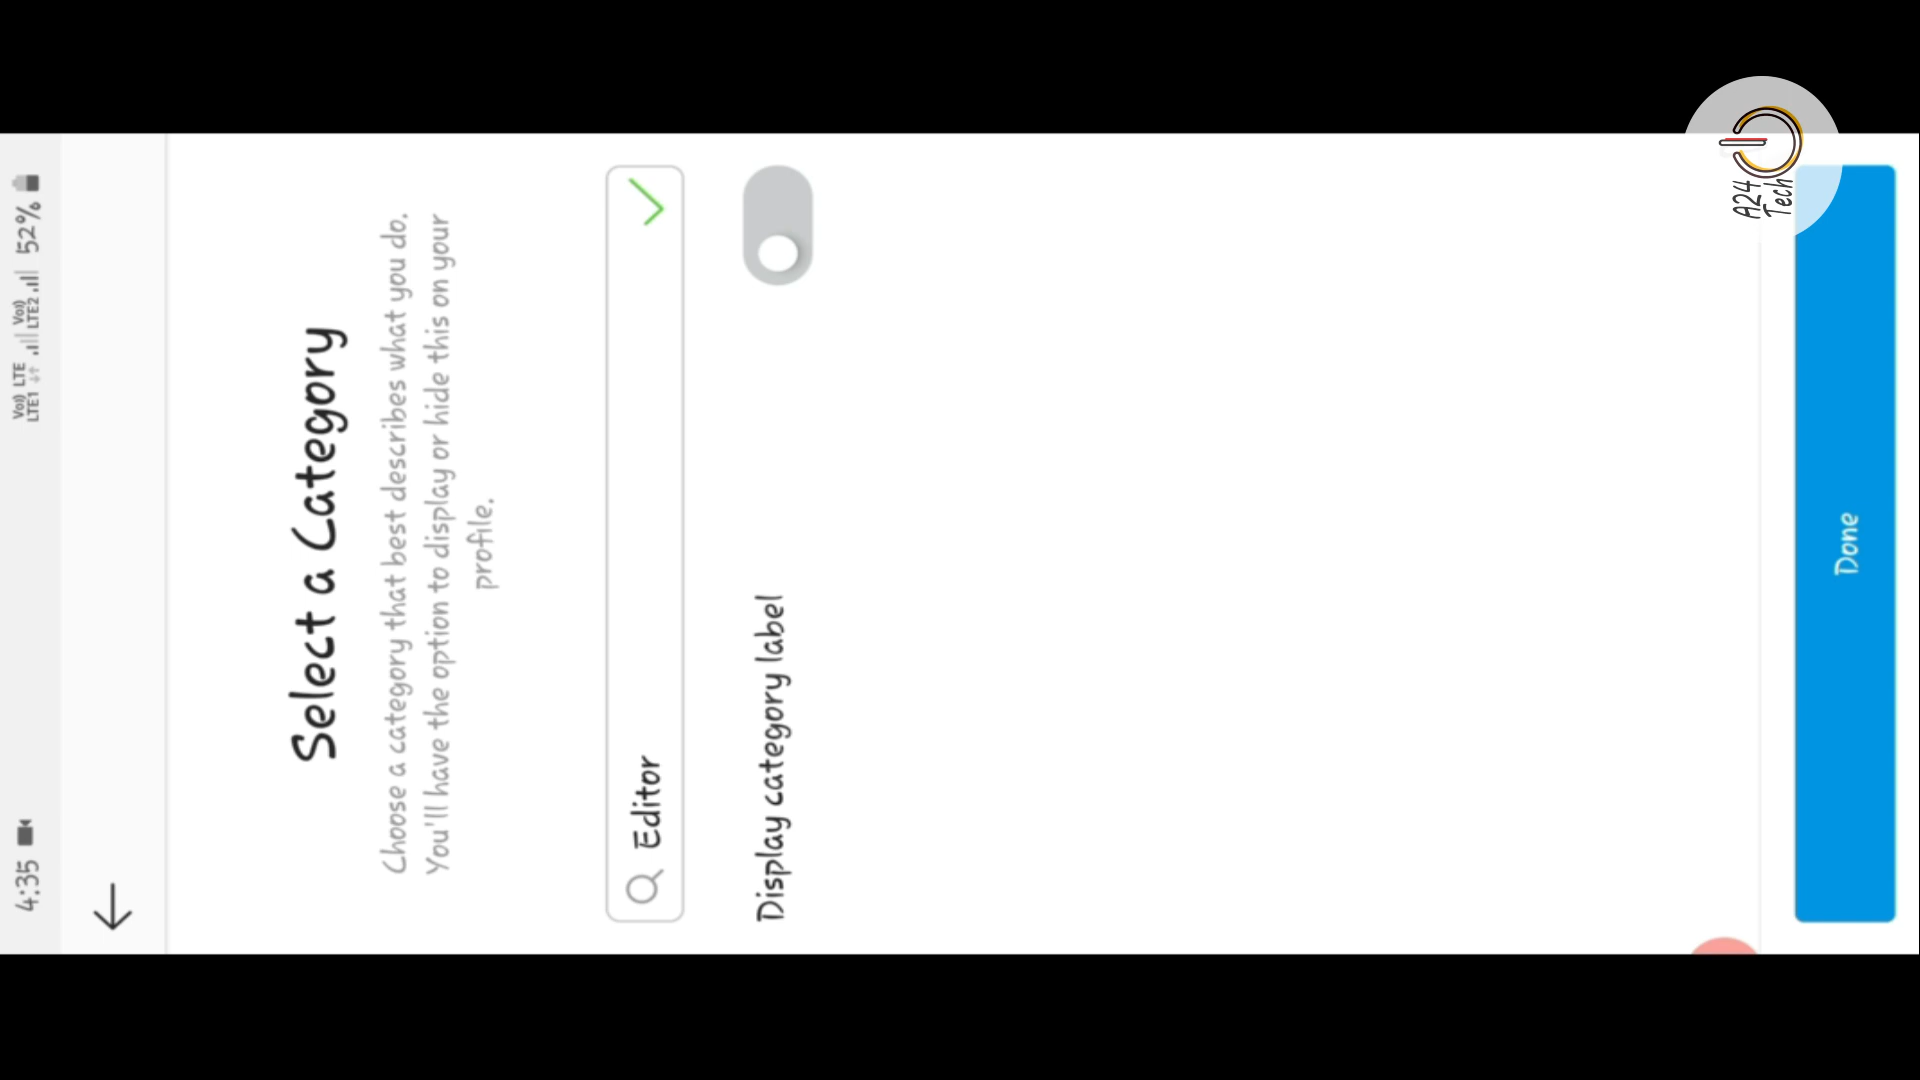 4:35
Vo)) LTE
LTE1
Vo))
LTE2
52%
Select a Category
Choose a category that best describes what you do.
You'll have the option to display or hide this on your
profile.
Editor
Display category label
Done
A24
Tech